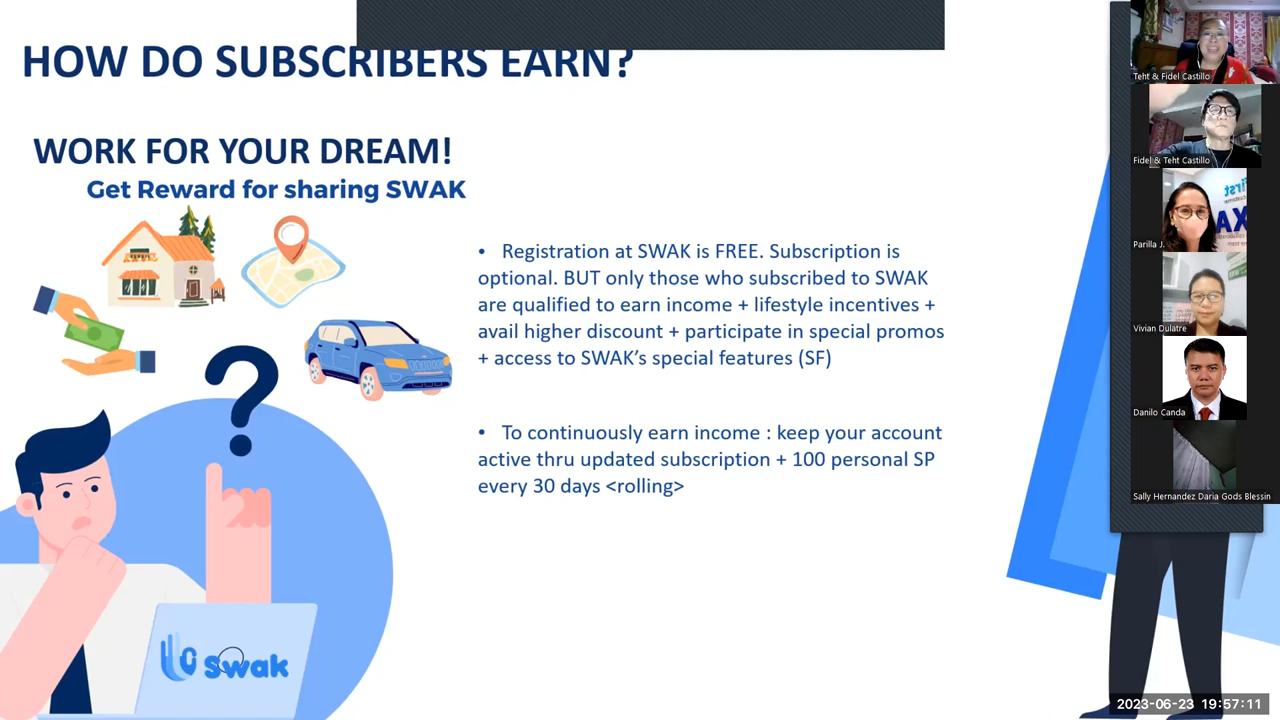 HOW DO SUBSCRIBERS EARN?
WORK FOR YOUR DREAM!
Get Reward for sharing SWAK
• Registration at SWAK is FREE. Subscription is
optional. BUT only those who subscribed to SWAK
are qualified to earn income + lifestyle incentives +
avail higher discount + participate in special promos
+ access to SWAK's special features (SF)
• To continuously earn income : keep your account
active thru updated subscription + 100 personal SP
every 30 days <rolling>
Swak
Teht & Fidel Castillo
Fidel & Teht Castillo
Parilla J.
Vivian Dulatre
Danilo Canda
Sally Hernandez Daria Gods Blessin
2023-06-23 19:57:11